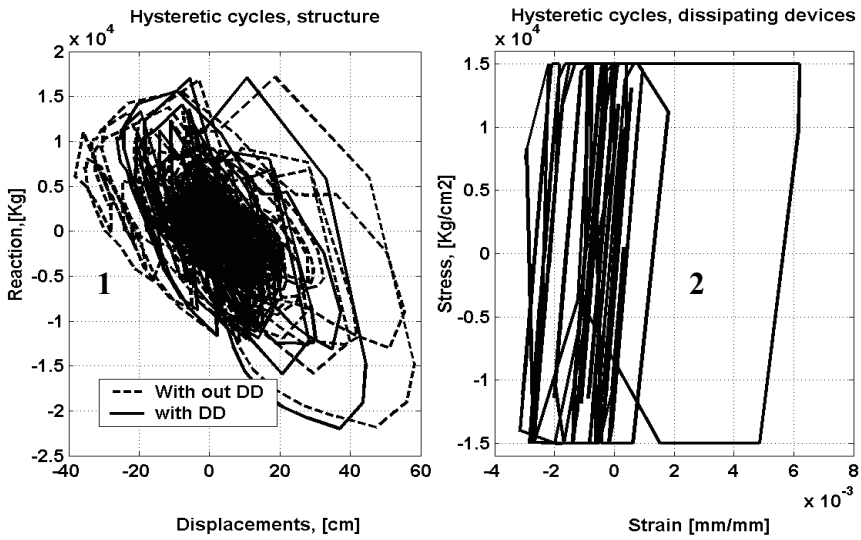 Hysteretic cycles, structure
x 10^4
2
1.5
1
0.5
0
-0.5
-1
-1.5
-2
-2.5
-40
-20
0
20
40
60
Reaction,[Kg]
Displacements, [cm]
1
With out DD
with DD
Hysteretic cycles, dissipating devices
x 10^4
1.5
1
0.5
0
-0.5
-1
-1.5
-4
-2
0
2
4
6
8
x 10^-3
Stress, [Kg/cm2]
Strain [mm/mm]
2